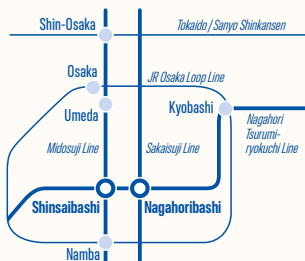 Shin-Osaka
Tokaido / Sanyo Shinkansen
Osaka
JR Osaka Loop Line
Umeda
Kyobashi
Nagahori
Tsurumi-
ryokuchi Line
Midosuji Line
Sakaisuji Line
Shinsaibashi
Nagahoribashi
Namba